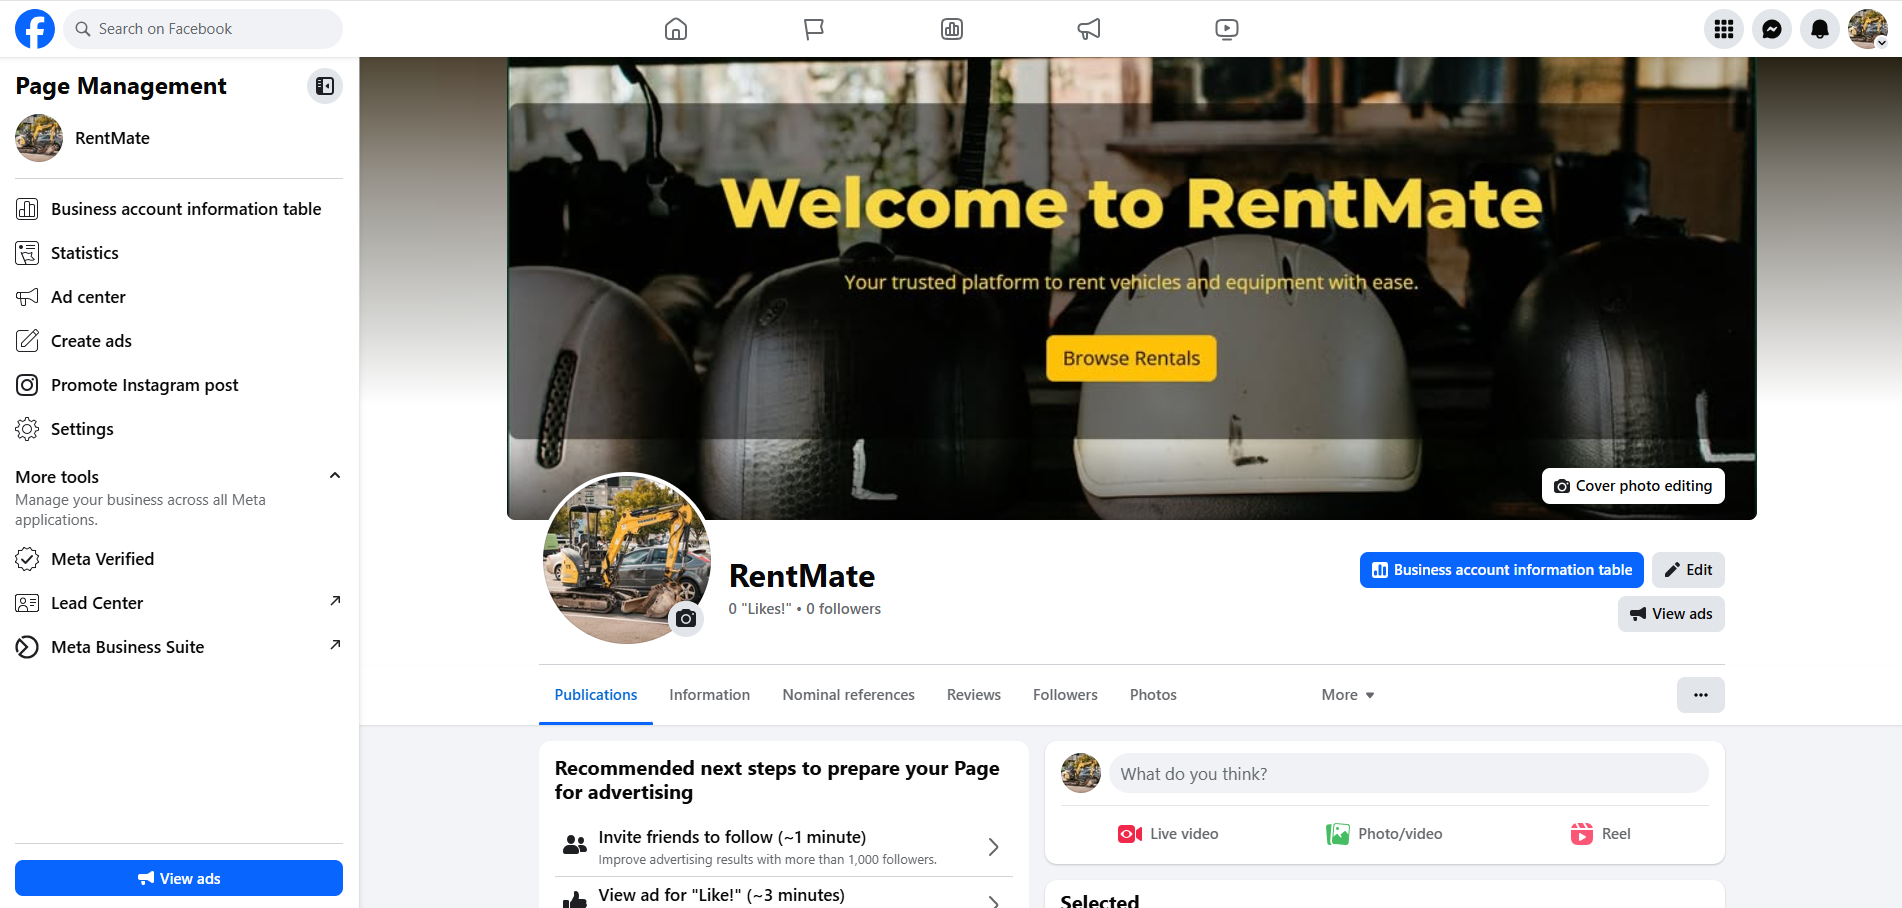 Search on Facebook
Page Management
RentMate
Business account information table
Statistics
Ad center
Create ads
Promote Instagram post
Settings
More tools
Manage your business across all Meta
applications.
Meta Verified
Lead Center
Meta Business Suite
View ads
Welcome to RentMate
Your trusted platform to rent vehicles and equipment with ease.
Browse Rentals
Cover photo editing
RentMate
0 "Likes!" • 0 followers
Business account information table
Edit
View ads
Publications
Information
Nominal references
Reviews
Followers
Photos
More
Recommended next steps to prepare your Page
for advertising
Invite friends to follow (~1 minute)
Improve advertising results with more than 1,000 followers.
View ad for "Like!" (~3 minutes)
What do you think?
Live video
Photo/video
Reel
Selected